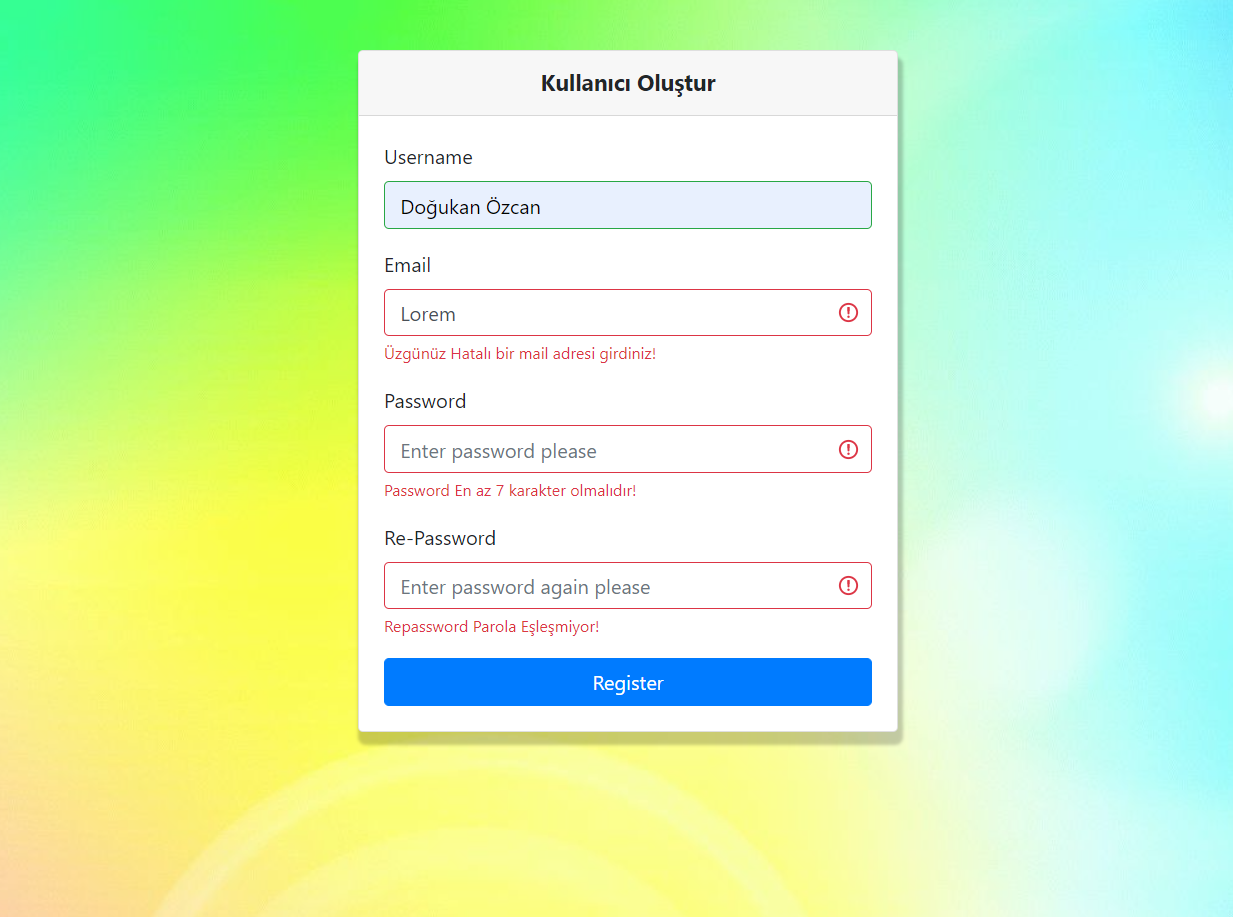 Kullanıcı Oluştur
Username
Doğukan Özcan
Email
Lorem
Üzgünüz Hatalı bir mail adresi girdiniz!
Password
Enter password please
Password En az 7 karakter olmalıdır!
Re-Password
Enter password again please
Repassword Parola Eşleşmiyor!
Register